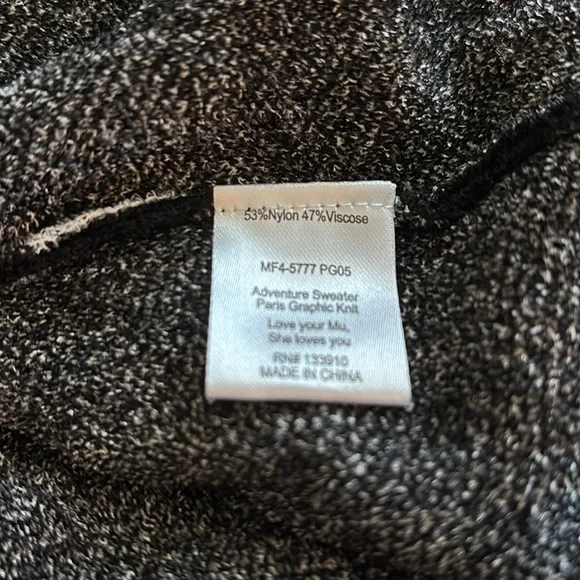 53%Nylon 47%Viscose
MF4-5777 PG05
Adventure Sweater
Paris Graphic Knit
Love your Mu,
She loves you
RN# 133910
MADE IN CHINA